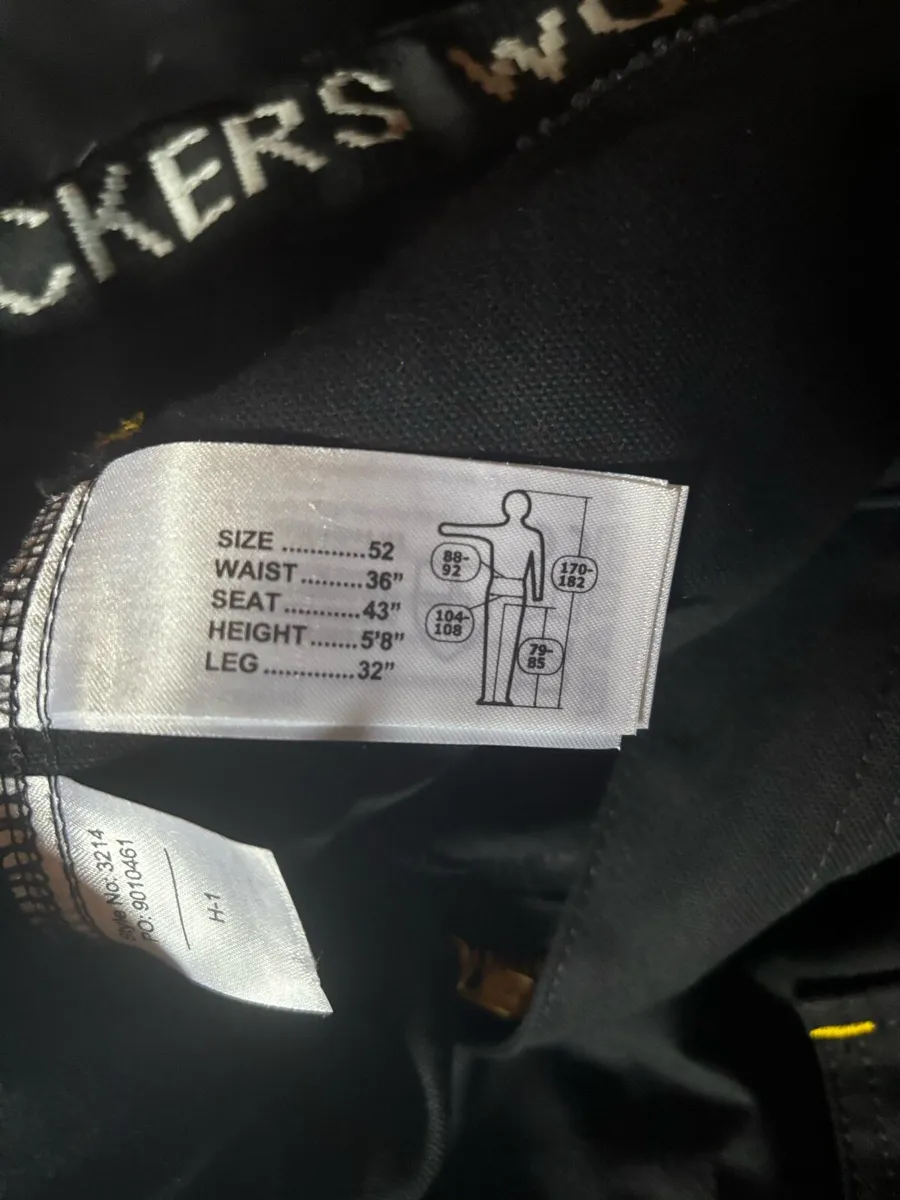 CKERS WO
SIZE ............52
WAIST.........36”
SEAT...........43”
HEIGHT.......5'8”
LEG .............32”
88-
92
104-
108
170-
182
79-
85
Style No: 3214
PO: 9010461
H-1